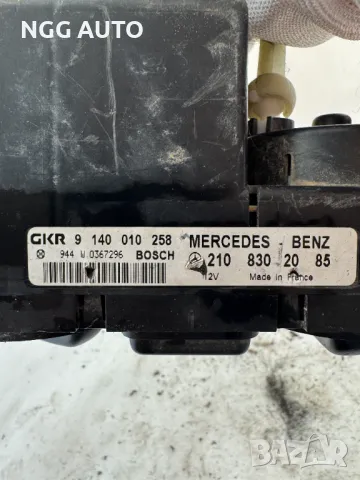 NGG AUTO
GKR 9 140 010 258 MERCEDES BENZ
944 W.0367296 BOSCH 210 830 20 85
12V Made in France
BAZAR